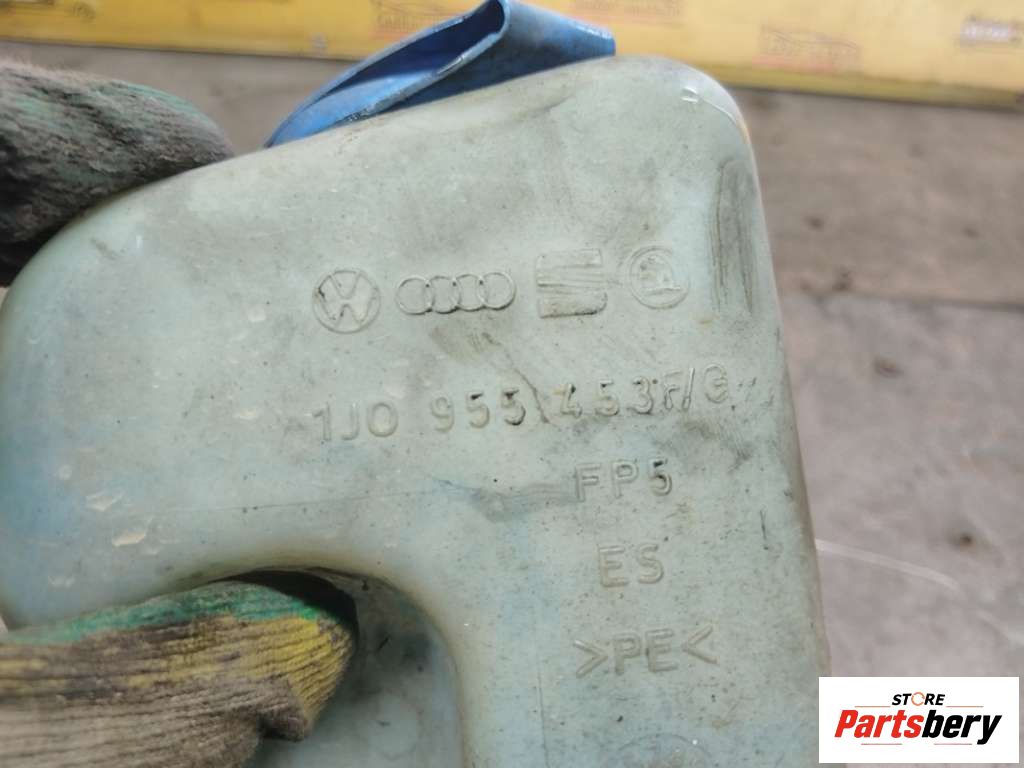 1J0 955 453F/G
FP5
ES
>PE<
STORE
Partsbery